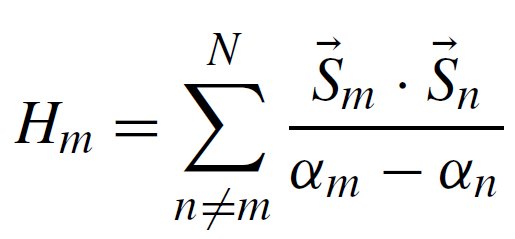 $H_m = \sum_{n \neq m}^{N} \frac{\vec{S}_m \cdot \vec{S}_n}{\alpha_m - \alpha_n}$